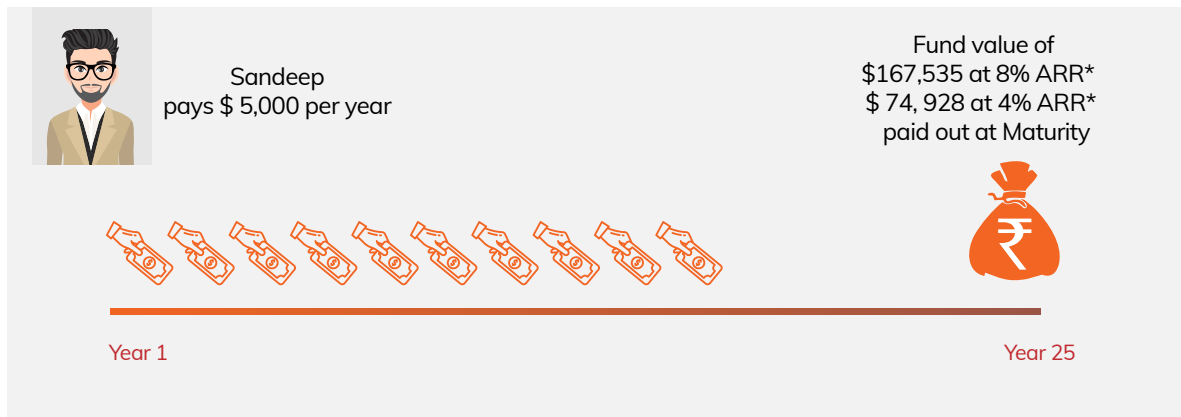 Sandeep
pays $ 5,000 per year
Fund value of
$167,535 at 8% ARR*
$ 74, 928 at 4% ARR*
paid out at Maturity
₹
Year 1
Year 25